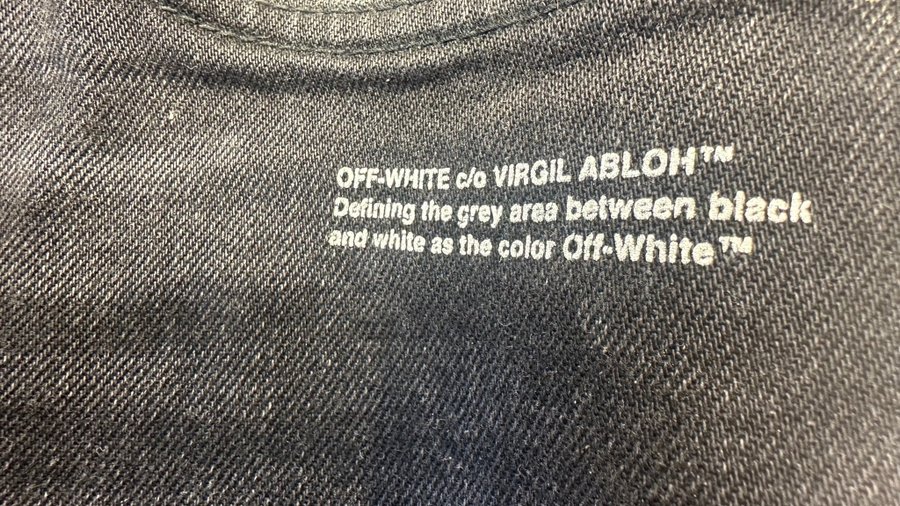 OFF-WHITE c/o VIRGIL ABLOH™
Defining the grey area between black
and white as the color Off-White™